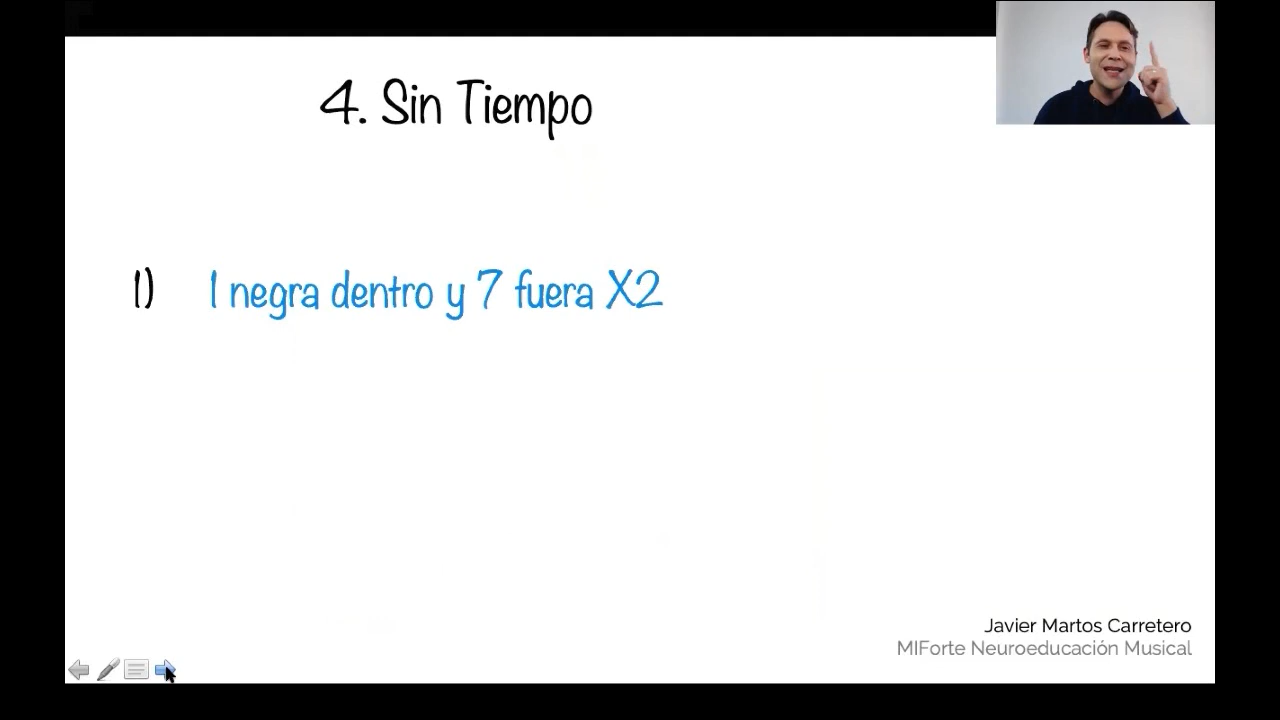 4. Sin Tiempo
1) 1 negra dentro y 7 fuera X2
Javier Martos Carretero
MIForte Neuroeducación Musical